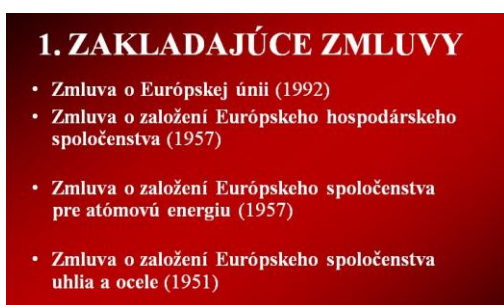 1. ZAKLADAJÚCE ZMLUVY
• Zmluva o Európskej únii (1992)
• Zmluva o založení Európskeho hospodárskeho
spoločenstva (1957)
• Zmluva o založení Európskeho spoločenstva
pre atómovú energiu (1957)
• Zmluva o založení Európskeho spoločenstva
uhlia a ocele (1951)